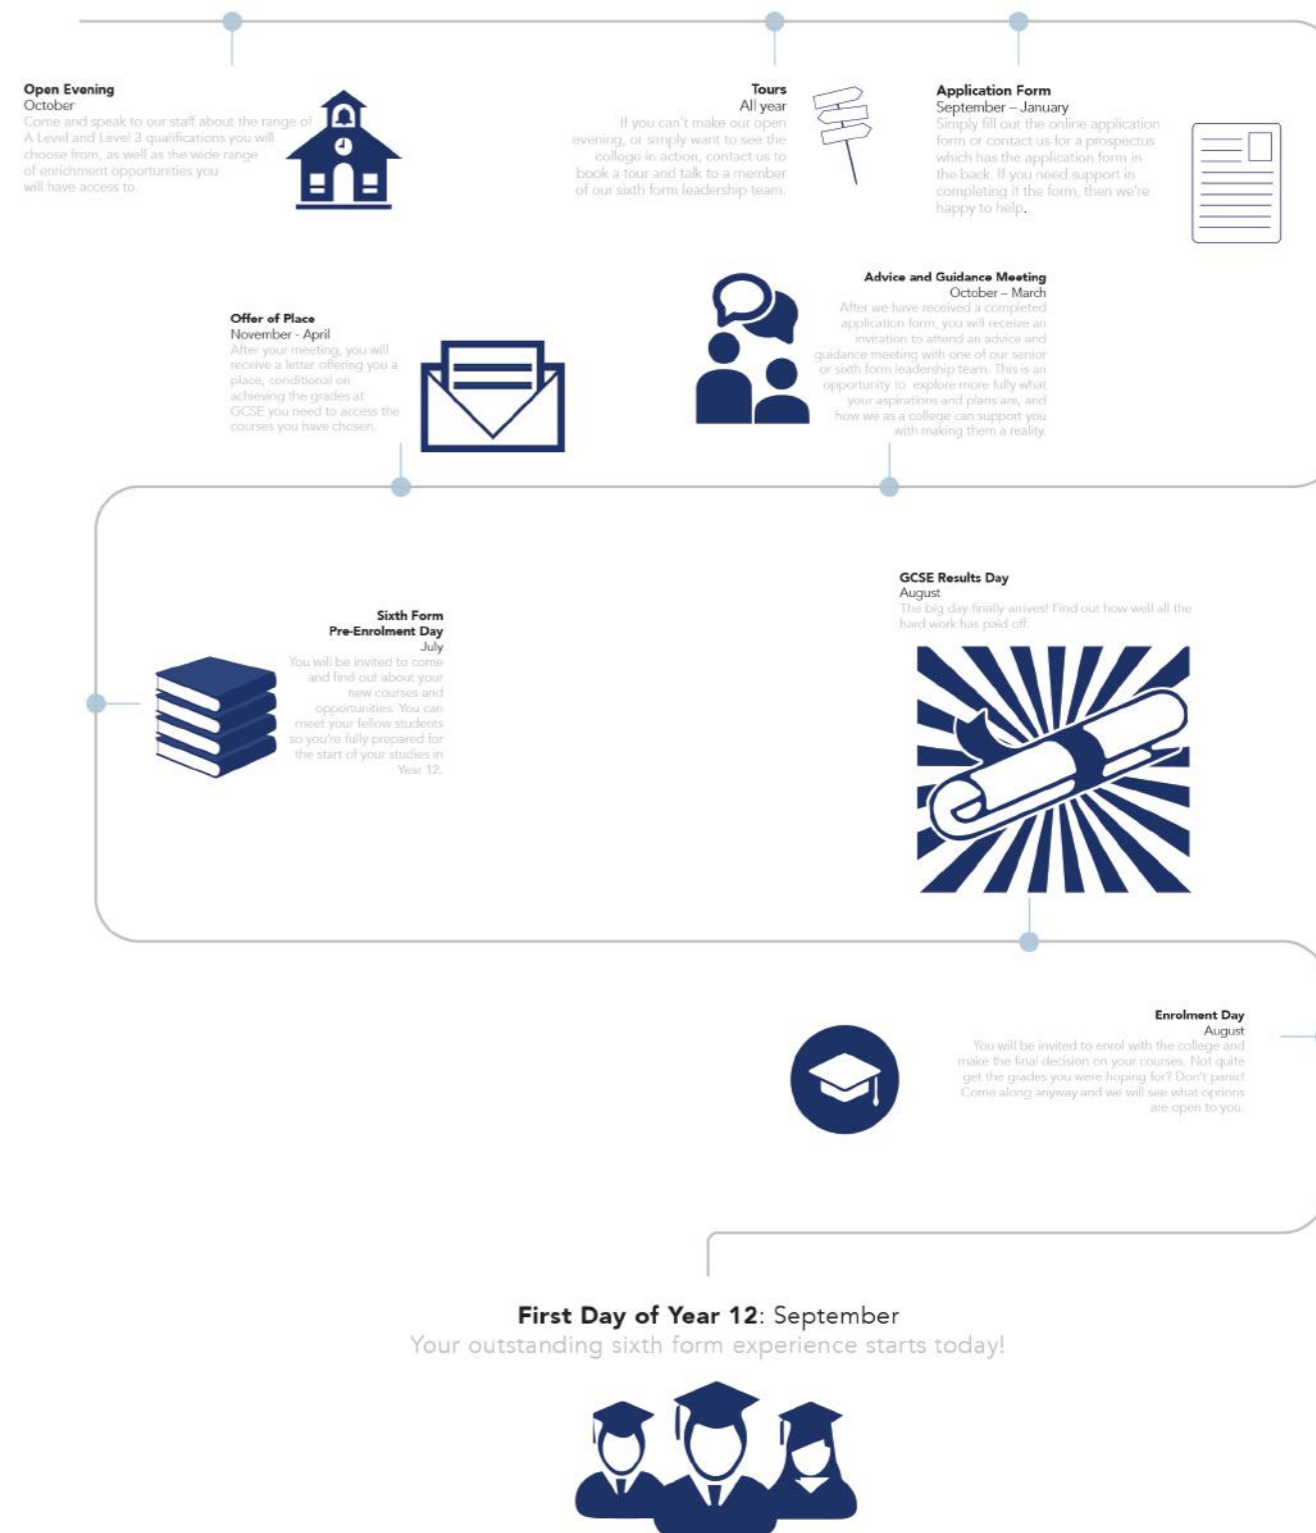 Open Evening
October
Come and speak to our staff about the range of
A Level and Level 3 qualifications you will
choose from, as well as the wide range
of enrichment opportunities you
will have access to.
Tours
All year
If you can't make our open
evening, or simply want to see the
college in action, contact us to
book a tour and talk to a member
of our sixth form leadership team.
Application Form
September – January
Simply fill out the online application
form or contact us for a prospectus
which has the application form in
the back. If you need support in
completing it the form, then we're
happy to help.
Advice and Guidance Meeting
October – March
After we have received a completed
application form, you will receive an
invitation to attend an advice and
guidance meeting with one of our senior
or sixth form leadership team. This is an
opportunity to explore more fully what
your aspirations and plans are, and
how we as a college can support you
with making them a reality.
Offer of Place
November - April
After your meeting, you will
receive a letter offering you a
place, conditional on
achieving the grades at
GCSE you need to access the
courses you have chosen.
Sixth Form
Pre-Enrolment Day
July
You will be invited to come
and find out about your
new courses and
opportunities. You can
meet your fellow students
so you're fully prepared for
the start of your studies in
Year 12.
GCSE Results Day
August
The big day finally arrives! Find out how well all the
hard work has paid off.
Enrolment Day
August
You will be invited to enrol with the college and
make the final decision on your courses. Not quite
get the grades you were hoping for? Don't panic!
Come along anyway and we will see what options
are open to you.
First Day of Year 12: September
Your outstanding sixth form experience starts today!